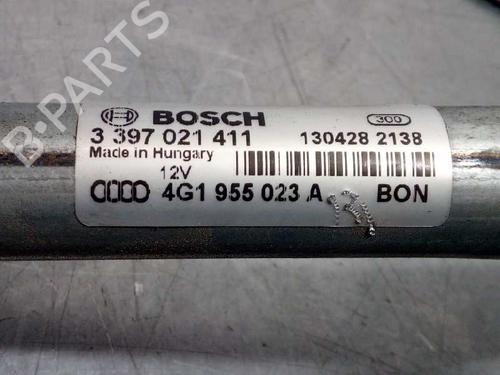 BOSCH 300
3 397 021 411 130428 2138
Made in Hungary
12V
4G1 955 023 A BON
B-PARTS